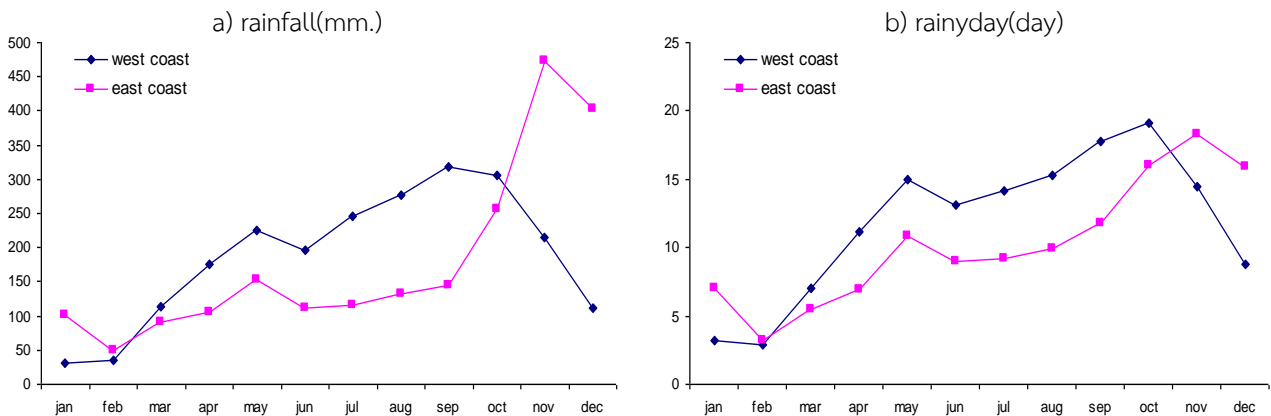 a) rainfall(mm.)
500
450
400
350
300
250
200
150
100
50
0
west coast
east coast
jan feb mar apr may jun jul aug sep oct nov dec
b) rainyday(day)
25
20
15
10
5
0
west coast
east coast
jan feb mar apr may jun jul aug sep oct nov dec